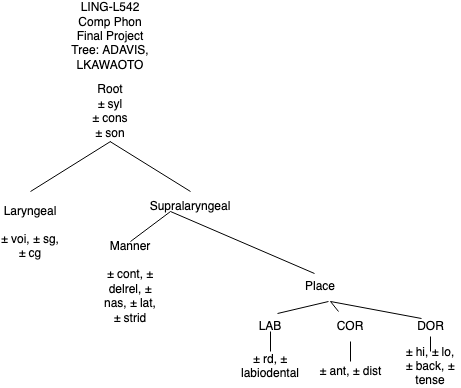 LING-L542
Comp Phon
Final Project
Tree: ADAVIS,
LKAWAOTO
Root
± syl
± cons
± son
Laryngeal
± voi, ± sg,
± cg
Supralaryngeal
Manner
± cont, ±
delrel, ±
nas, ± lat,
± strid
Place
LAB
± rd, ±
labiodental
COR
± ant, ± dist
DOR
± hi, ± lo,
± back, ±
tense